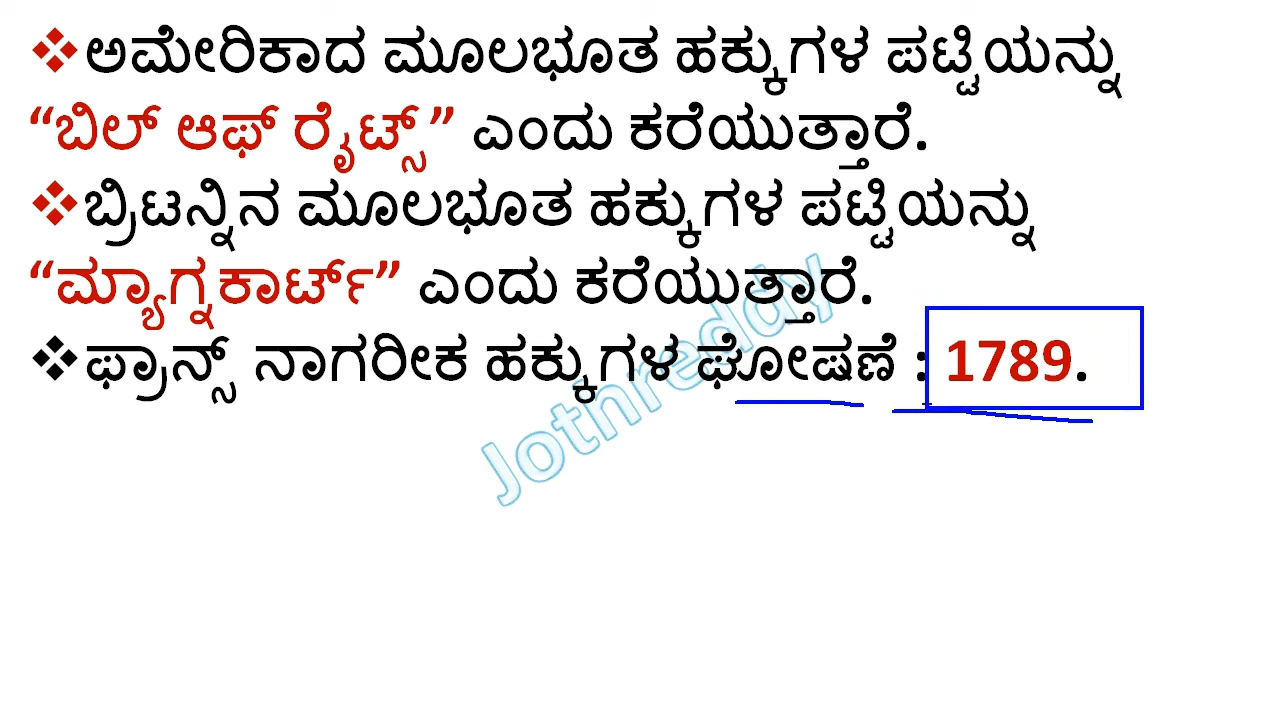 ❖ಅಮೇರಿಕಾದ ಮೂಲಭೂತ ಹಕ್ಕುಗಳ ಪಟ್ಟಿಯನ್ನು
“ಬಿಲ್ ಆಫ್ ರೈಟ್ಸ್” ಎಂದು ಕರೆಯುತ್ತಾರೆ.
❖ಬ್ರಿಟನ್ನಿನ ಮೂಲಭೂತ ಹಕ್ಕುಗಳ ಪಟ್ಟಿಯನ್ನು
“ಮ್ಯಾಗ್ನಕಾರ್ಟ್” ಎಂದು ಕರೆಯುತ್ತಾರೆ.
❖ಫ್ರಾನ್ಸ್ ನಾಗರೀಕ ಹಕ್ಕುಗಳ ಘೋಷಣೆ : 1789.
Jothreddy